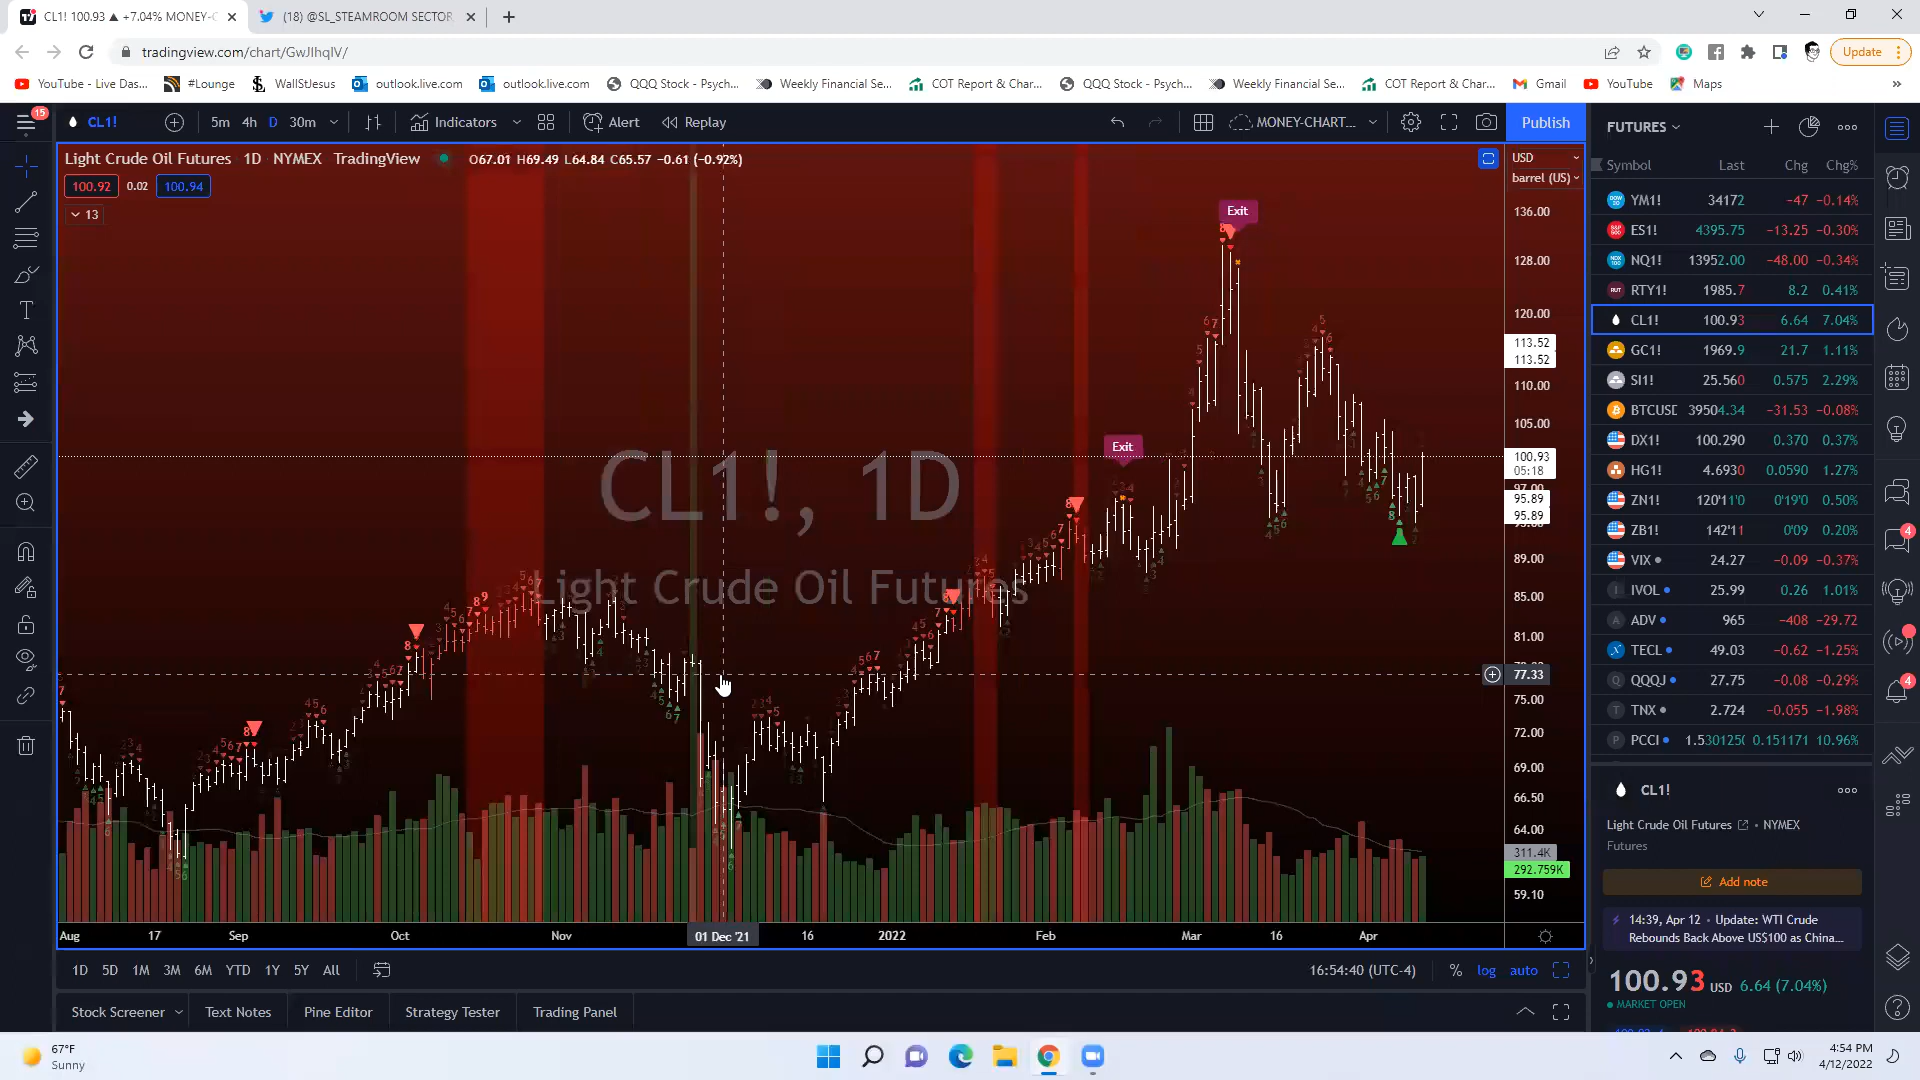 CL1! 100.93 ▲ +7.04% MONEY-C
(18) @SL_STEAMROOM SECTOR
tradingview.com/chart/GwJIhqIV/
Update
YouTube - Live Das...
#Lounge
WallStJesus
outlook.live.com
outlook.live.com
QQQ Stock - Psych...
Weekly Financial Se...
COT Report & Char...
QQQ Stock - Psych...
Weekly Financial Se...
COT Report & Char...
Gmail
YouTube
Maps
15
CL1!
5m 4h D 30m
Indicators
Alert
Replay
MONEY-CHART...
Publish
Light Crude Oil Futures 1D NYMEX TradingView
O67.01 H69.49 L64.84 C65.57 −0.61 (−0.92%)
100.92 0.02 100.94
13
CL1!, 1D
Light Crude Oil Futures
Exit
Exit
USD
barrel (US)
136.00
128.00
120.00
113.52
113.52
110.00
105.00
100.93
05:18
97.00
95.89
95.89
89.00
85.00
81.00
77.33
75.00
72.00
69.00
66.50
64.00
311.4K
292.759K
59.10
Aug 17 Sep Oct Nov 01 Dec '21 16 2022 Feb Mar 16 Apr
1D 5D 1M 3M 6M YTD 1Y 5Y All
16:54:40 (UTC-4) % log auto
Stock Screener Text Notes Pine Editor Strategy Tester Trading Panel
FUTURES
Symbol Last Chg Chg%
YM1! 34172 −47 −0.14%
ES1! 4395.75 −13.25 −0.30%
NQ1! 13952.00 −48.00 −0.34%
RTY1! 1985.7 8.2 0.41%
CL1! 100.93 6.64 7.04%
GC1! 1969.9 21.7 1.11%
SI1! 25.560 0.575 2.29%
BTCUSD 39504.34 −31.53 −0.08%
DX1! 100.290 0.370 0.37%
HG1! 4.6930 0.0590 1.27%
ZN1! 120'11'0 0'19'0 0.50%
ZB1! 142'11 0'09 0.20%
VIX 24.27 −0.09 −0.37%
IVOL 25.99 0.26 1.01%
ADV 965 −408 −29.72
TECL 49.03 −0.62 −1.25%
QQQJ 27.75 −0.08 −0.29%
TNX 2.724 −0.055 −1.98%
PCCI 1.530125( 0.151171 10.96%
CL1!
Light Crude Oil Futures • NYMEX
Futures
Add note
14:39, Apr 12 • Update: WTI Crude
Rebounds Back Above US$100 as China...
100.93 USD 6.64 (7.04%)
MARKET OPEN
4
4
67°F
Sunny
4:54 PM
4/12/2022